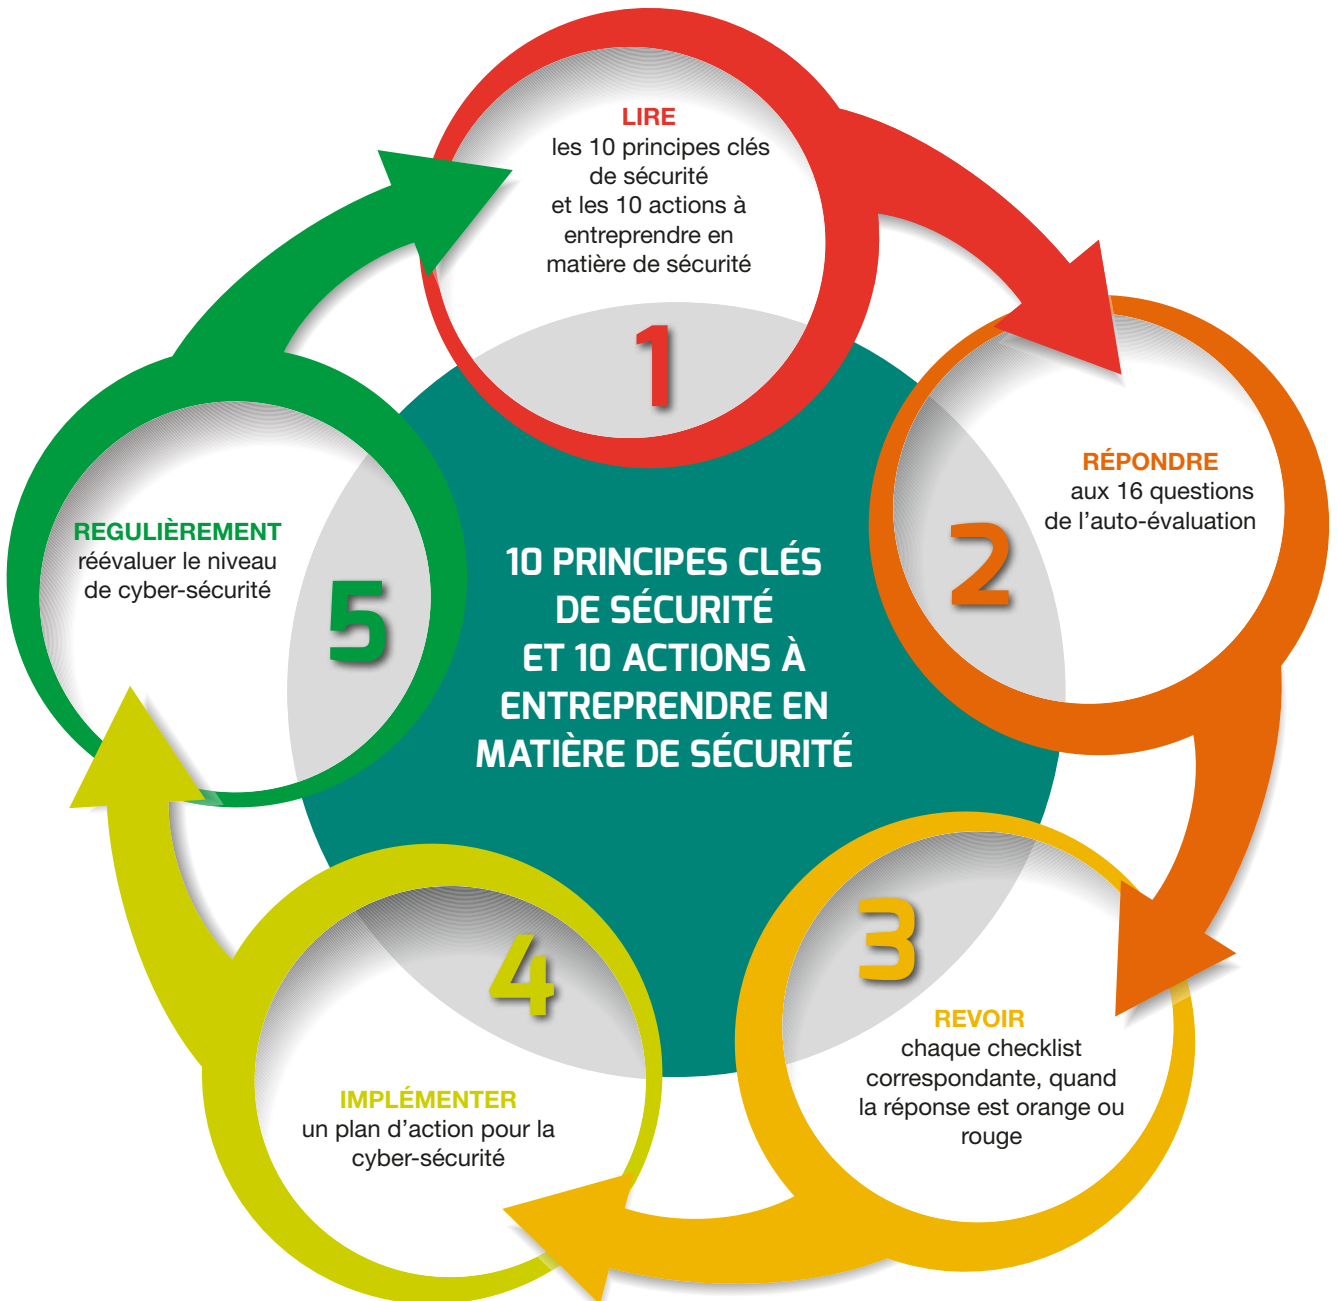 LIRE
les 10 principes clés
de sécurité
et les 10 actions à
entreprendre en
matière de sécurité
1
RÉPONDRE
aux 16 questions
de l’auto-évaluation
2
REVOIR
chaque checklist
correspondante, quand
la réponse est orange ou
rouge
3
IMPLÉMENTER
un plan d’action pour la
cyber-sécurité
4
REGULIÈREMENT
réévaluer le niveau
de cyber-sécurité
5
10 PRINCIPES CLÉS
DE SÉCURITÉ
ET 10 ACTIONS À
ENTREPRENDRE EN
MATIÈRE DE SÉCURITÉ